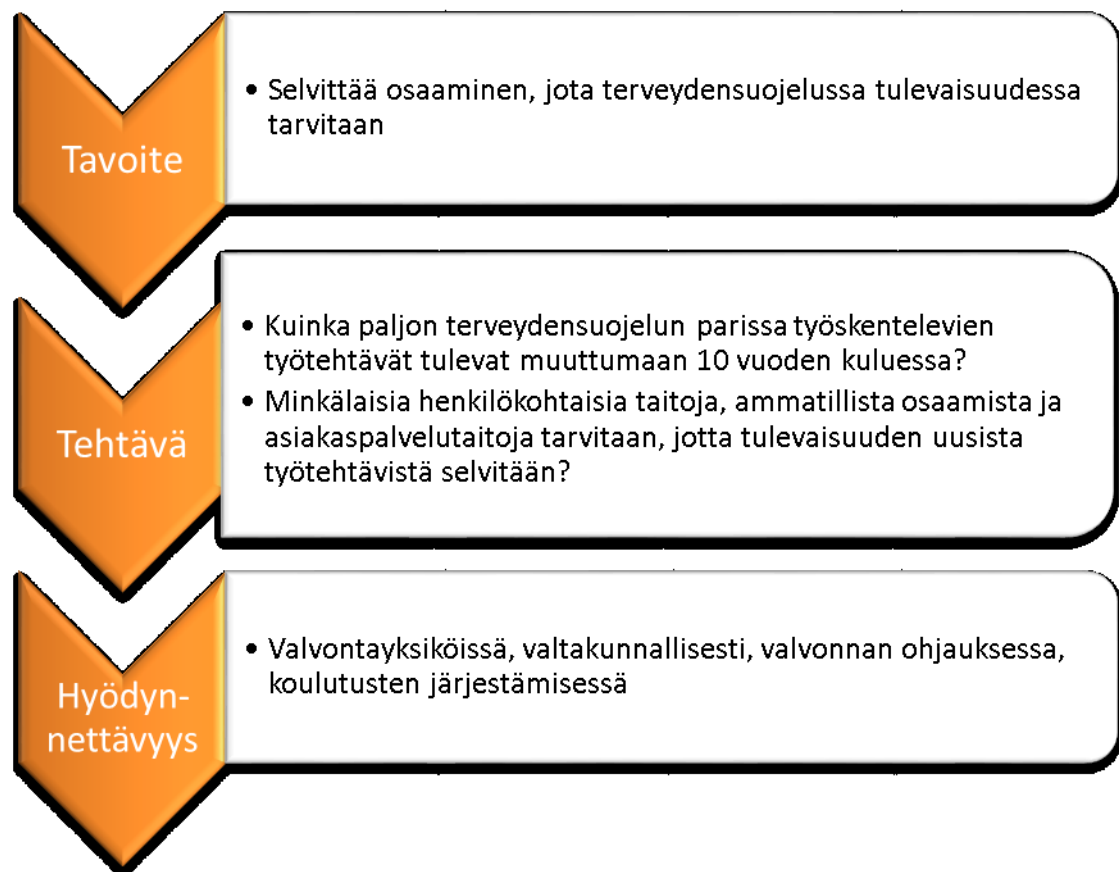 Tavoite
• Selvittää osaaminen, jota terveydensuojelussa tulevaisuudessa
tarvitaan
Tehtävä
• Kuinka paljon terveydensuojelun parissa työskentelevien
työtehtävät tulevat muuttumaan 10 vuoden kuluessa?
• Minkälaisia henkilökohtaisia taitoja, ammatillista osaamista ja
asiakaspalvelutaitoja tarvitaan, jotta tulevaisuuden uusista
työtehtävistä selvitään?
Hyödyn-
nettävyys
• Valvontayksiköissä, valtakunnallisesti, valvonnan ohjauksessa,
koulutusten järjestämisessä